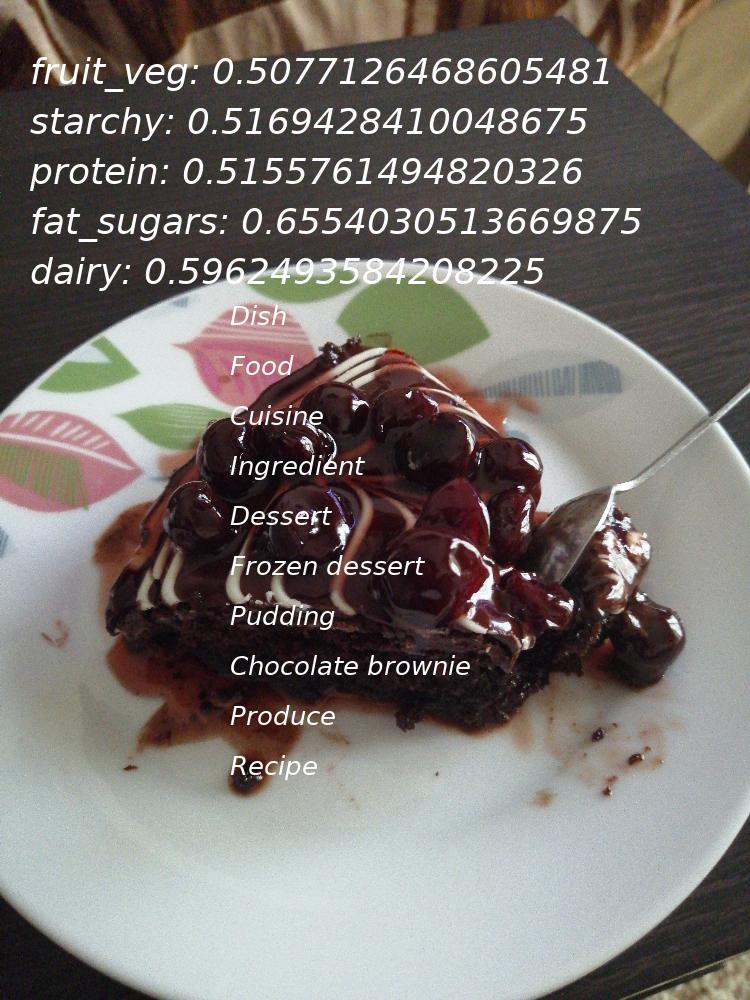 fruit_veg: 0.5077126468605481
starchy: 0.5169428410048675
protein: 0.5155761494820326
fat_sugars: 0.6554030513669875
dairy: 0.5962493584208225
Dish
Food
Cuisine
Ingredient
Dessert
Frozen dessert
Pudding
Chocolate brownie
Produce
Recipe